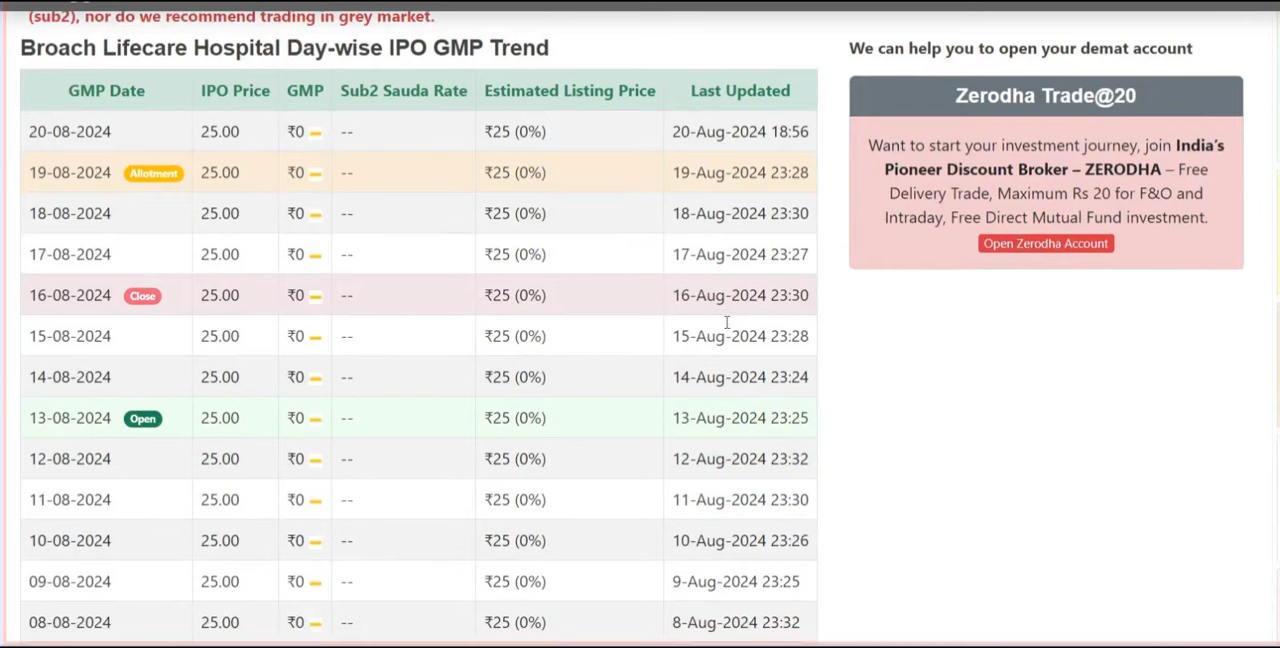 (sub2), nor do we recommend trading in grey market.
Broach Lifecare Hospital Day-wise IPO GMP Trend
GMP Date IPO Price GMP Sub2 Sauda Rate Estimated Listing Price Last Updated
20-08-2024 25.00 ₹0 -- ₹25 (0%) 20-Aug-2024 18:56
19-08-2024 Allotment 25.00 ₹0 -- ₹25 (0%) 19-Aug-2024 23:28
18-08-2024 25.00 ₹0 -- ₹25 (0%) 18-Aug-2024 23:30
17-08-2024 25.00 ₹0 -- ₹25 (0%) 17-Aug-2024 23:27
16-08-2024 Close 25.00 ₹0 -- ₹25 (0%) 16-Aug-2024 23:30
15-08-2024 25.00 ₹0 -- ₹25 (0%) 15-Aug-2024 23:28
14-08-2024 25.00 ₹0 -- ₹25 (0%) 14-Aug-2024 23:24
13-08-2024 Open 25.00 ₹0 -- ₹25 (0%) 13-Aug-2024 23:25
12-08-2024 25.00 ₹0 -- ₹25 (0%) 12-Aug-2024 23:32
11-08-2024 25.00 ₹0 -- ₹25 (0%) 11-Aug-2024 23:30
10-08-2024 25.00 ₹0 -- ₹25 (0%) 10-Aug-2024 23:26
09-08-2024 25.00 ₹0 -- ₹25 (0%) 9-Aug-2024 23:25
08-08-2024 25.00 ₹0 -- ₹25 (0%) 8-Aug-2024 23:32
We can help you to open your demat account
Zerodha Trade@20
Want to start your investment journey, join India's
Pioneer Discount Broker – ZERODHA – Free
Delivery Trade, Maximum Rs 20 for F&O and
Intraday, Free Direct Mutual Fund investment.
Open Zerodha Account